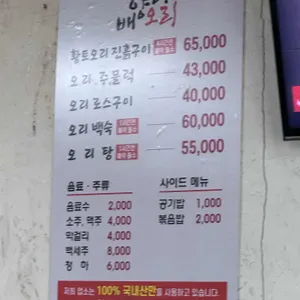 배오리
황토오리 진흙구이 65,000
오리 주물럭 43,000
오리 로스구이 40,000
오리 백숙 60,000
오리 탕 55,000
음료 · 주류
음료수 2,000
소주, 맥주 4,000
막걸리 4,000
백세주 8,000
청하 6,000
사이드 메뉴
공기밥 1,000
볶음밥 2,000
저희 업소는 100% 국내산만을 사용하고 있습니다.